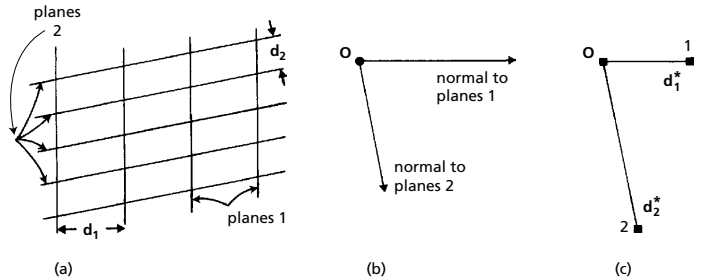 planes
2
d2
d1
planes 1
(a)
O
normal to
planes 1
normal to
planes 2
(b)
O
1
d1*
d2*
2
(c)